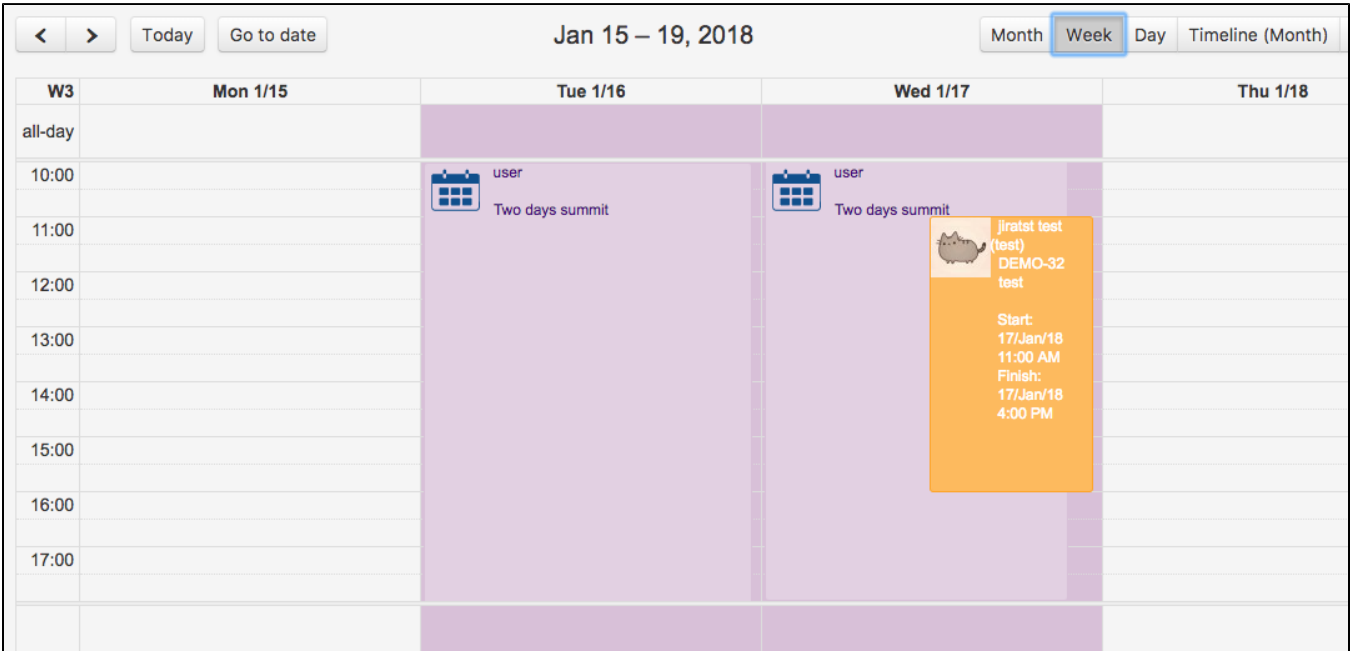 Today
Go to date
Jan 15 – 19, 2018
Month
Week
Day
Timeline (Month)
W3
Mon 1/15
Tue 1/16
Wed 1/17
Thu 1/18
all-day
10:00
11:00
12:00
13:00
14:00
15:00
16:00
17:00
user
Two days summit
user
Two days summit
jiratst test
(test)
DEMO-32
test
Start:
17/Jan/18
11:00 AM
Finish:
17/Jan/18
4:00 PM